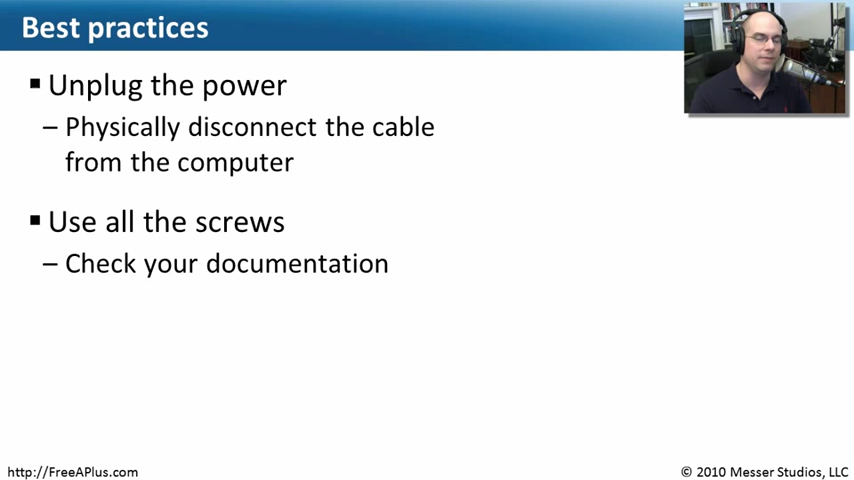 Best practices
▪ Unplug the power
– Physically disconnect the cable
from the computer
▪ Use all the screws
– Check your documentation
http://FreeAPlus.com
© 2010 Messer Studios, LLC